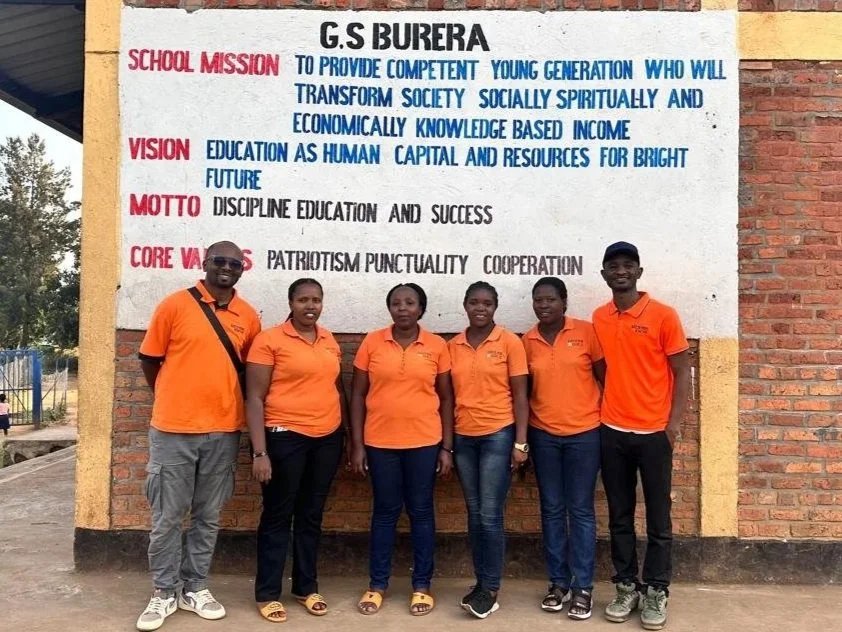 G.S BURERA
SCHOOL MISSION TO PROVIDE COMPETENT YOUNG GENERATION WHO WILL
TRANSFORM SOCIETY SOCIALLY SPIRITUALLY AND
ECONOMICALLY KNOWLEDGE BASED INCOME
VISION EDUCATION AS HUMAN CAPITAL AND RESOURCES FOR BRIGHT
FUTURE
MOTTO DISCIPLINE EDUCATION AND SUCCESS
CORE PATRIOTISM PUNCTUALITY COOPERATION